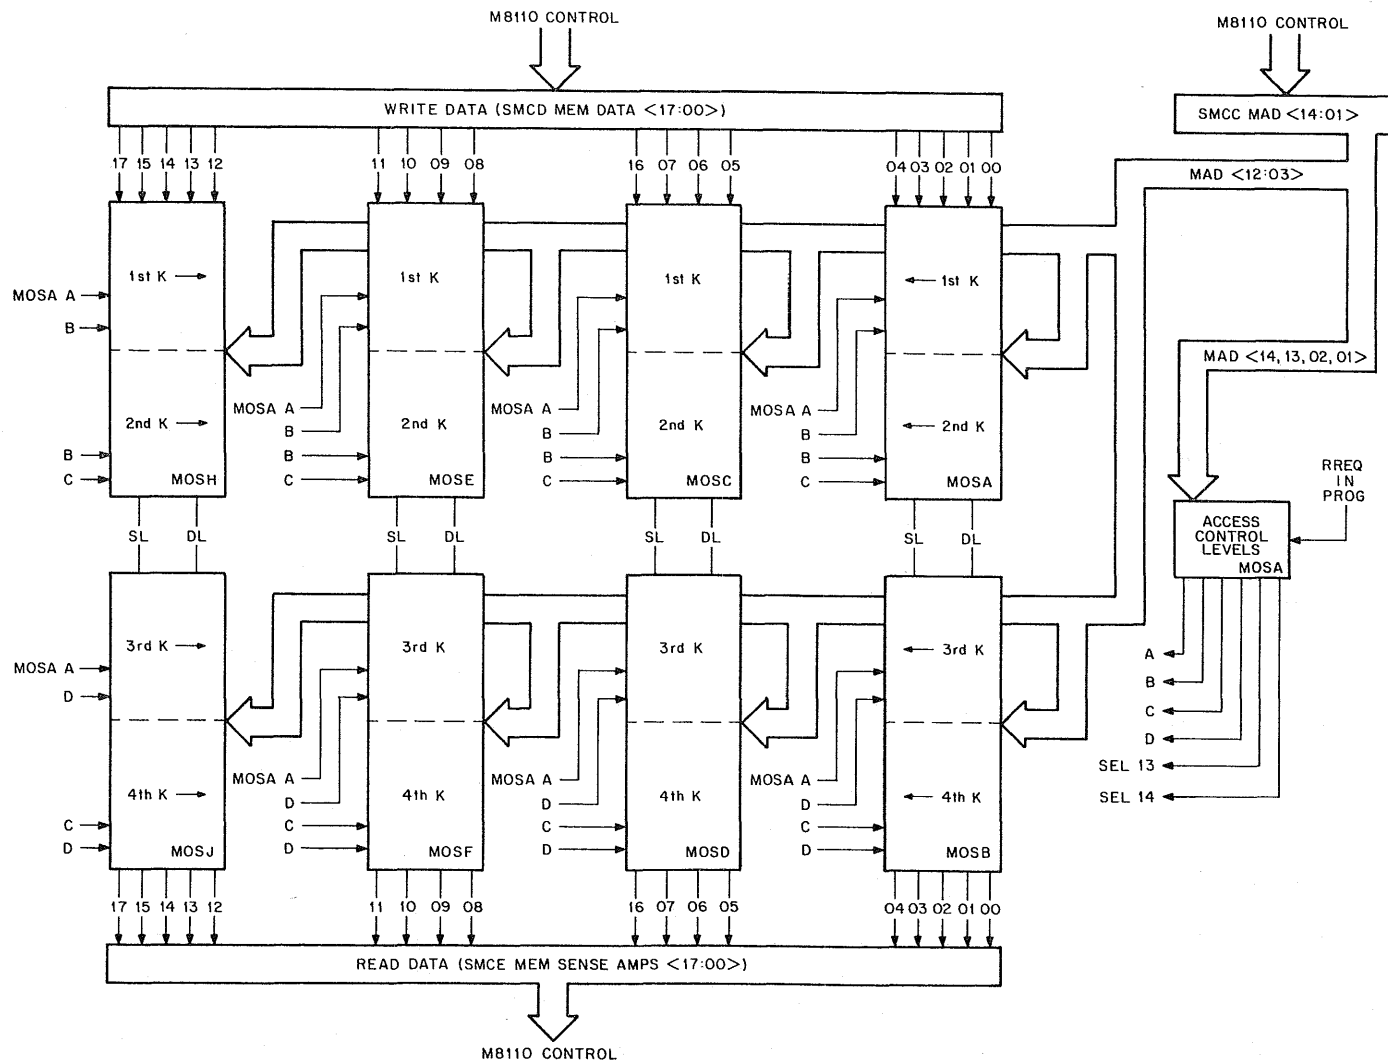 M8110 CONTROL
M8110 CONTROL
WRITE DATA (SMCD MEM DATA <17:00>)
SMCC MAD <14:01>
17 15 14 13 12
11 10 09 08
16 07 06 05
04 03 02 01 00
MAD <12:03>
1st K
1st K
1st K
1st K
MOSA A
B
MAD <14, 13, 02, 01>
MOSA A
B
MOSA A
B
MOSA A
B
2nd K
2nd K
2nd K
2nd K
B
C
B
C
B
C
B
C
MOSH
MOSE
MOSC
MOSA
RREQ
IN
PROG
SL DL
SL DL
SL DL
SL DL
ACCESS
CONTROL
LEVELS
MOSA
3rd K
3rd K
3rd K
3rd K
MOSA A
D
A
B
C
D
SEL 13
SEL 14
MOSA A
D
MOSA A
D
MOSA A
D
4th K
4th K
4th K
4th K
C
D
C
D
C
D
C
D
MOSJ
MOSF
MOSD
MOSB
17 15 14 13 12
11 10 09 08
16 07 06 05
04 03 02 01 00
READ DATA (SMCE MEM SENSE AMPS <17:00>)
M8110 CONTROL